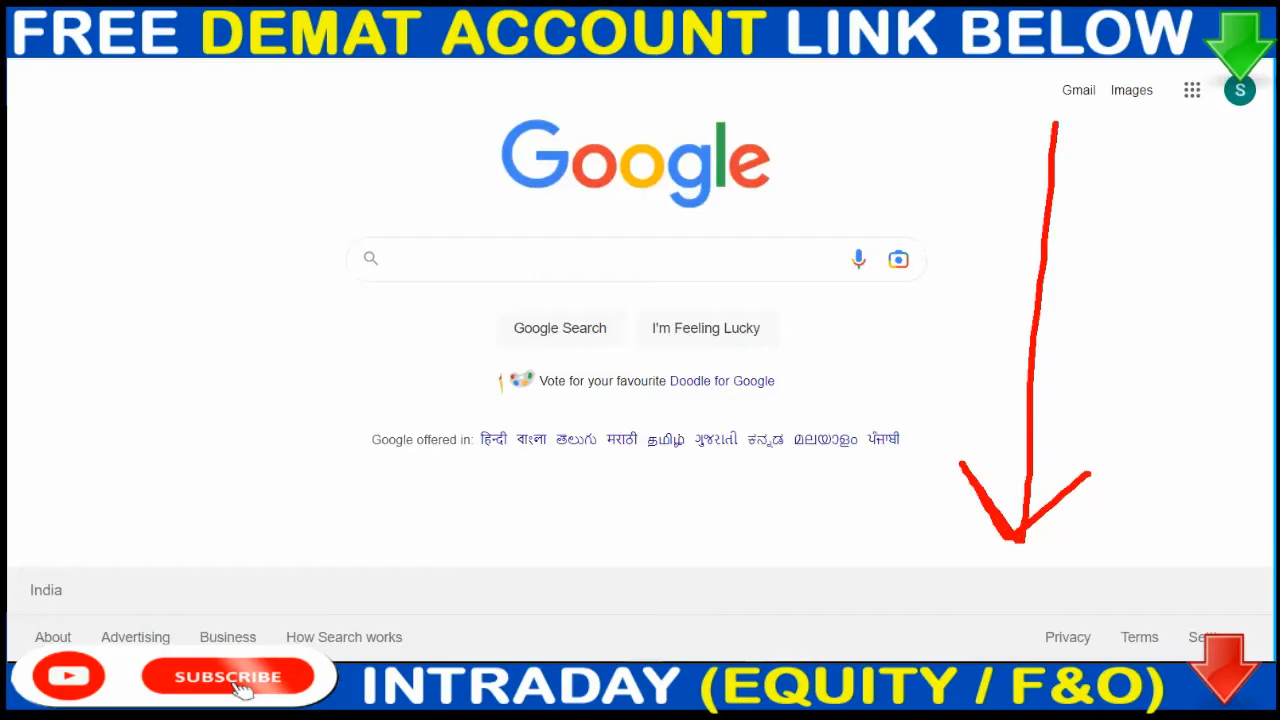 FREE DEMAT ACCOUNT LINK BELOW
Gmail Images S
Google
Google Search I'm Feeling Lucky
Vote for your favourite Doodle for Google
Google offered in: हिन्दी বাংলা తెలుగు मराठी தமிழ் ગુજરાતી ಕನ್ನಡ മലയാളം ਪੰਜਾਬੀ
India
About Advertising Business How Search works Privacy Terms
SUBSCRIBE INTRADAY (EQUITY / F&O)